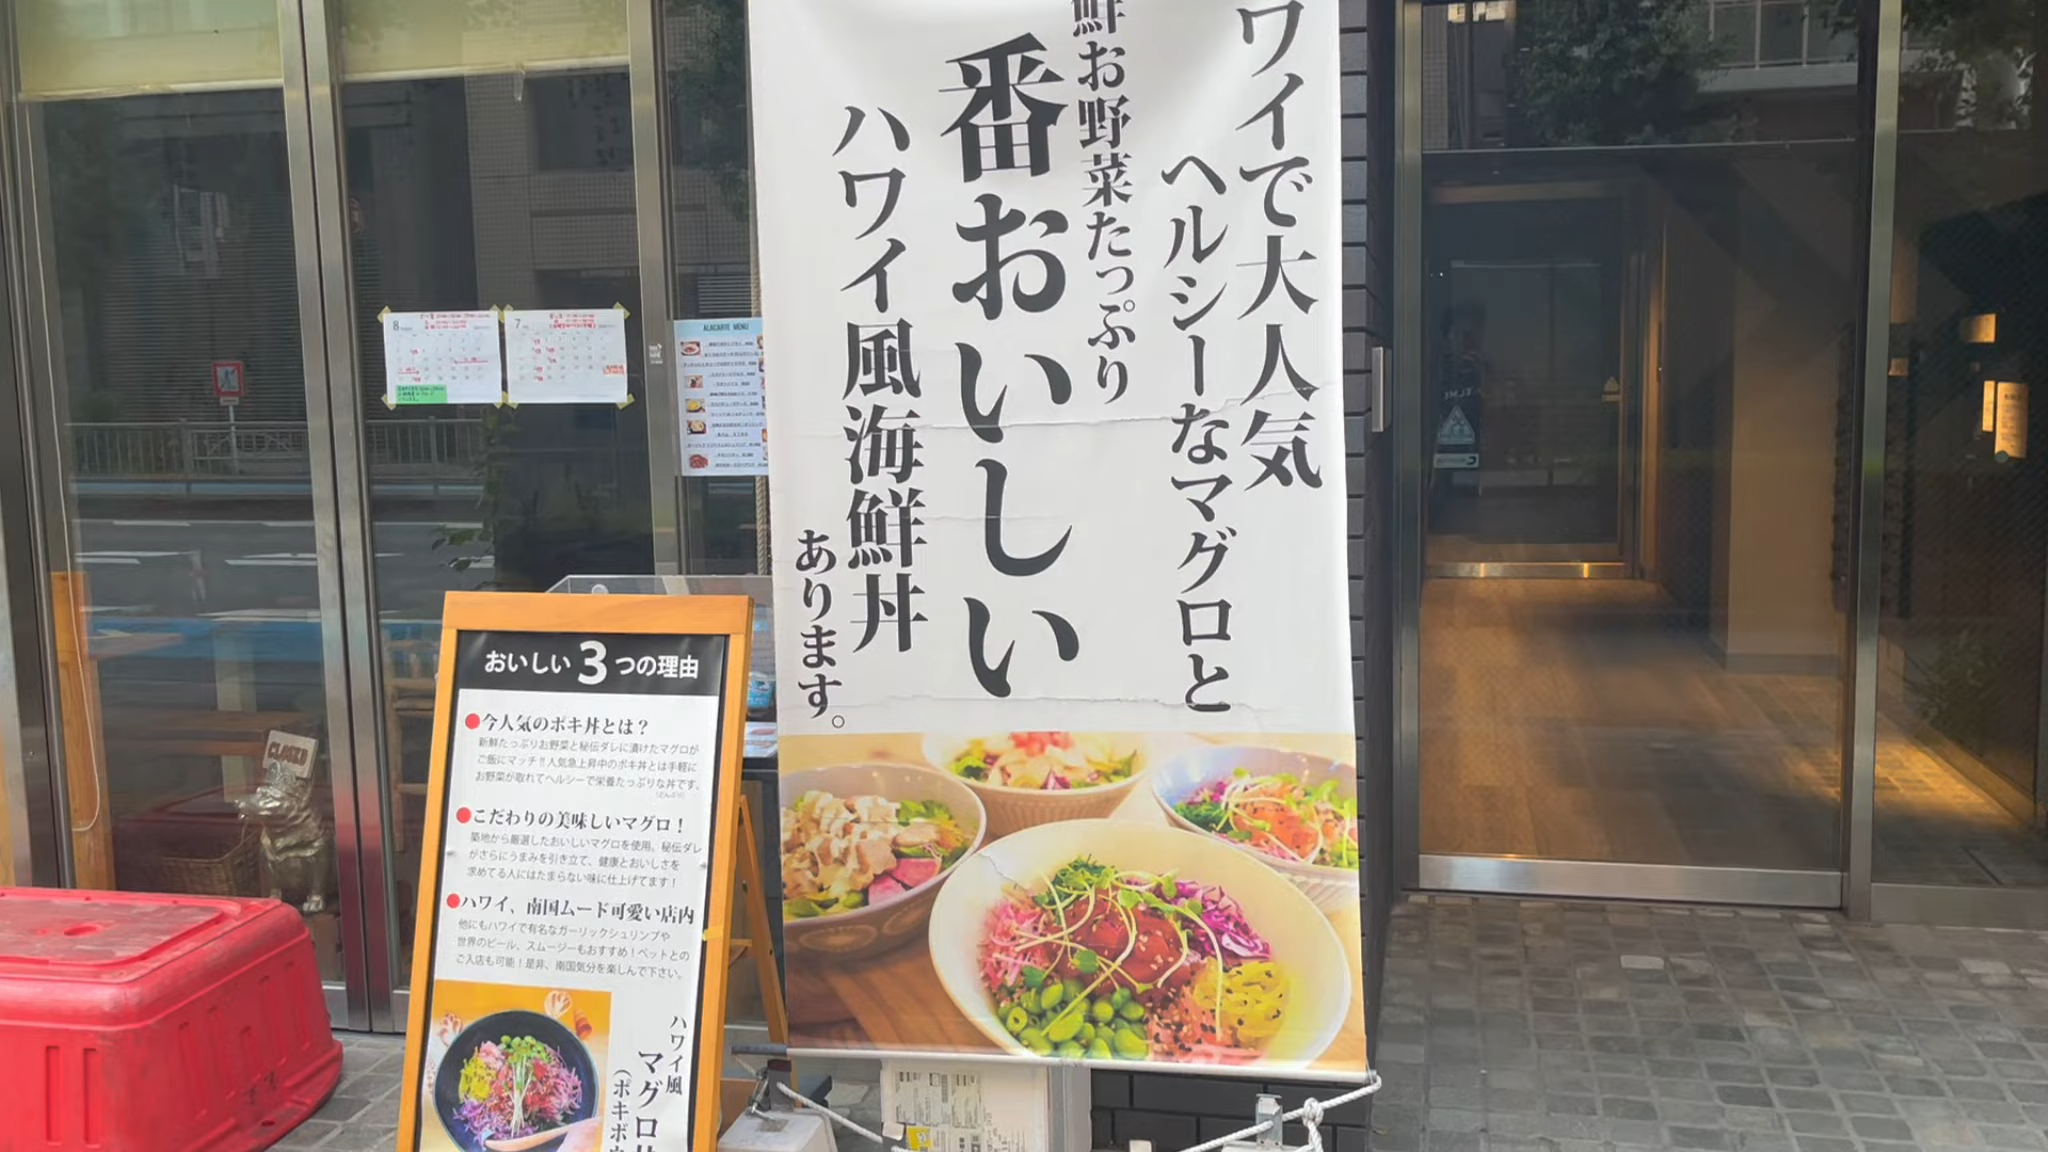 ワイで大人気
ヘルシーなマグロと
鮮お野菜たっぷり
番おいしい
ハワイ風海鮮丼
あります。
おいしい3つの理由
●今人気のポキ丼とは？
新鮮たっぷりお野菜と秘伝ダレに漬けたマグロが
ご飯にマッチ!!人気急上昇中のポキ丼とは手軽に
お野菜が取れてヘルシーで栄養たっぷりな丼です。
●こだわりの美味しいマグロ！
築地から厳選したおいしいマグロを使用。秘伝ダレ
がさらにうまみを引き立て、健康とおいしさを
求めてる人にはたまらない味に仕上げてます！
●ハワイ、南国ムード可愛い店内
他にもハワイで有名なガーリックシュリンプや
世界のビール、スムージーもおすすめ！ペットとの
ご入店も可能！是非、南国気分を楽しんで下さい。
ハワイ風
マグロ丼
（ポキボウ
ALACARTE MENU
8
7
CLOSED